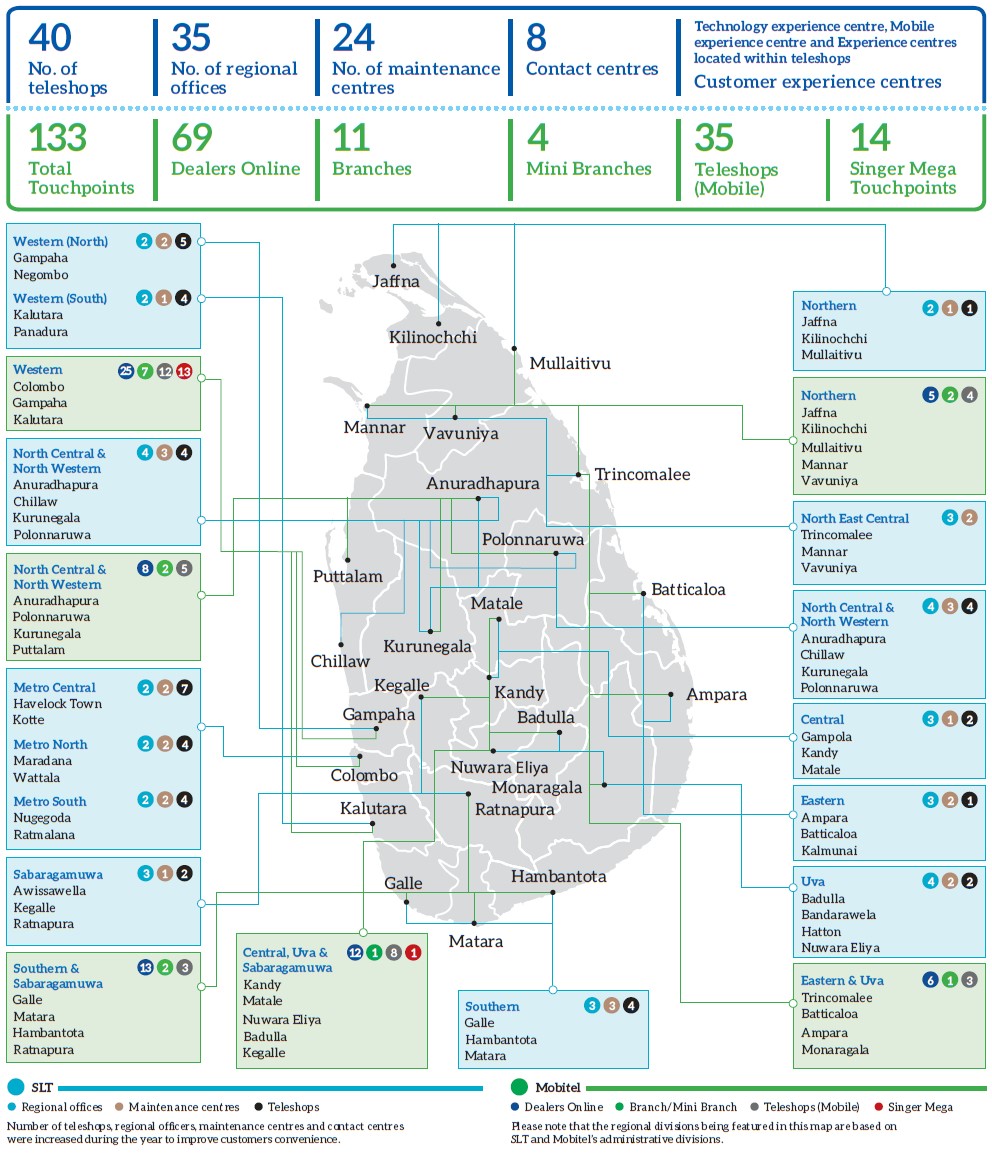 40
No. of
teleshops
35
No. of regional
offices
24
No. of maintenance
centres
8
Contact centres
Technology experience centre, Mobile
experience centre and Experience centres
located within teleshops
Customer experience centres
133
Total
Touchpoints
69
Dealers Online
11
Branches
4
Mini Branches
35
Teleshops
(Mobile)
14
Singer Mega
Touchpoints
Western (North) 2 2 5
Gampaha
Negombo
Western (South) 2 1 4
Kalutara
Panadura
Western 25 7 12 13
Colombo
Gampaha
Kalutara
North Central & 4 3 4
North Western
Anuradhapura
Chillaw
Kurunegala
Polonnaruwa
North Central & 8 2 5
North Western
Anuradhapura
Polonnaruwa
Kurunegala
Puttalam
Metro Central 2 2 7
Havelock Town
Kotte
Metro North 2 2 4
Maradana
Wattala
Metro South 2 2 4
Nugegoda
Ratmalana
Sabaragamuwa 3 1 2
Awissawella
Kegalle
Ratnapura
Southern & 13 2 3
Sabaragamuwa
Galle
Matara
Hambantota
Ratnapura
Jaffna
Kilinochchi
Mullaitivu
Mannar
Vavuniya
Trincomalee
Anuradhapura
Polonnaruwa
Puttalam
Batticaloa
Matale
Kurunegala
Chillaw
Kegalle
Kandy
Ampara
Gampaha
Badulla
Nuwara Eliya
Colombo
Monaragala
Kalutara
Ratnapura
Galle
Hambantota
Matara
Central, Uva & 12 1 8 1
Sabaragamuwa
Kandy
Matale
Nuwara Eliya
Badulla
Kegalle
Southern 3 3 4
Galle
Hambantota
Matara
Northern 2 1 1
Jaffna
Kilinochchi
Mullaitivu
Northern 5 2 4
Jaffna
Kilinochchi
Mullaitivu
Mannar
Vavuniya
North East Central 3 2
Trincomalee
Mannar
Vavuniya
North Central & 4 3 4
North Western
Anuradhapura
Chillaw
Kurunegala
Polonnaruwa
Central 3 1 2
Gampola
Kandy
Matale
Eastern 3 2 1
Ampara
Batticaloa
Kalmunai
Uva 4 2 2
Badulla
Bandarawela
Hatton
Nuwara Eliya
Eastern & Uva 6 1 3
Trincomalee
Batticaloa
Ampara
Monaragala
SLT
Regional offices Maintenance centres Teleshops
Number of teleshops, regional officers, maintenance centres and contact centres
were increased during the year to improve customers convenience.
Mobitel
Dealers Online Branch/Mini Branch Teleshops (Mobile) Singer Mega
Please note that the regional divisions being featured in this map are based on
SLT and Mobitel's administrative divisions.